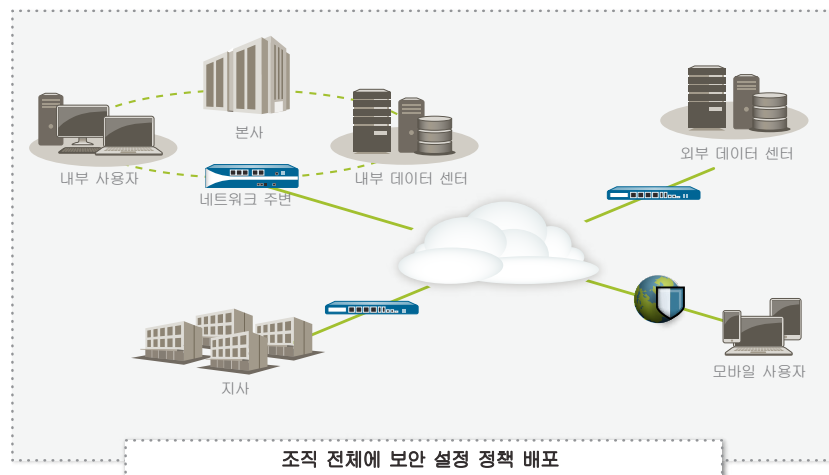 본사
외부 데이터 센터
내부 사용자
내부 데이터 센터
네트워크 주변
모바일 사용자
지사
조직 전체에 보안 설정 정책 배포